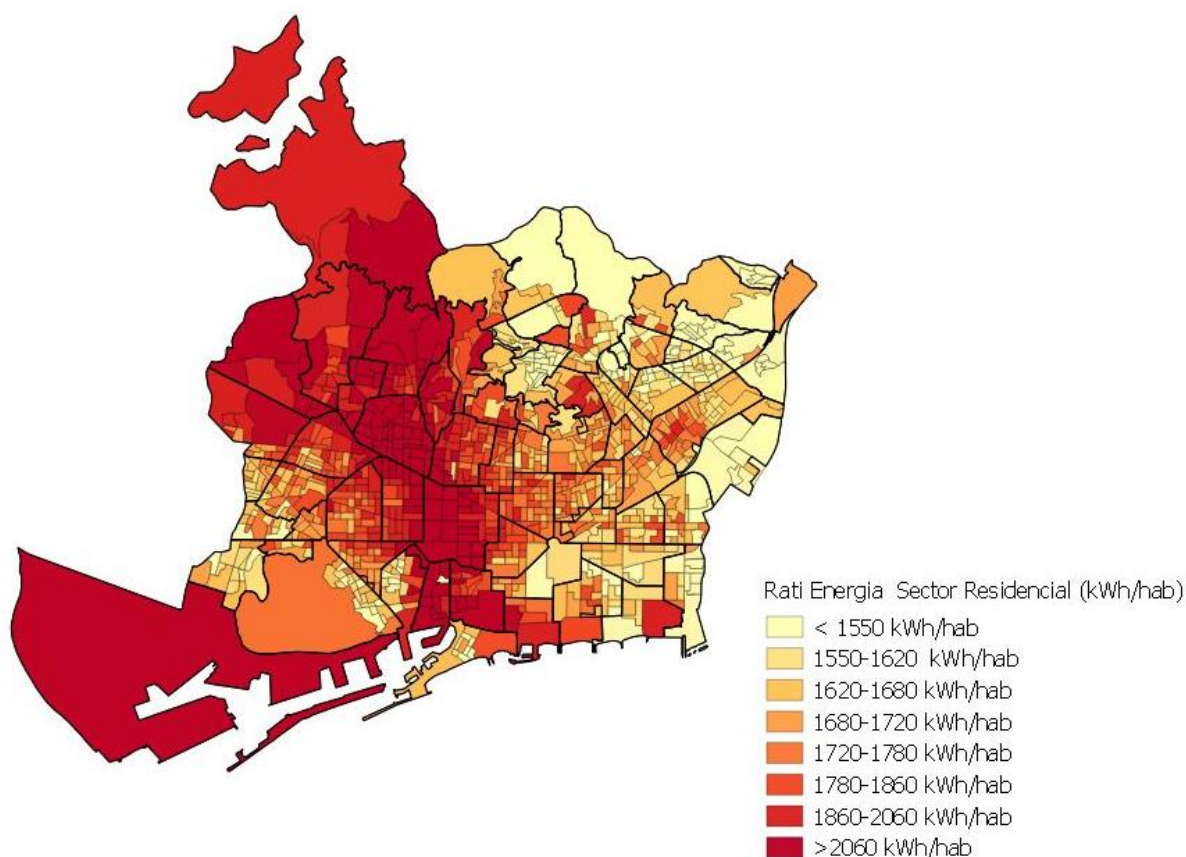 Rati Energia Sector Residencial (kWh/hab)
< 1550 kWh/hab
1550-1620 kWh/hab
1620-1680 kWh/hab
1680-1720 kWh/hab
1720-1780 kWh/hab
1780-1860 kWh/hab
1860-2060 kWh/hab
>2060 kWh/hab